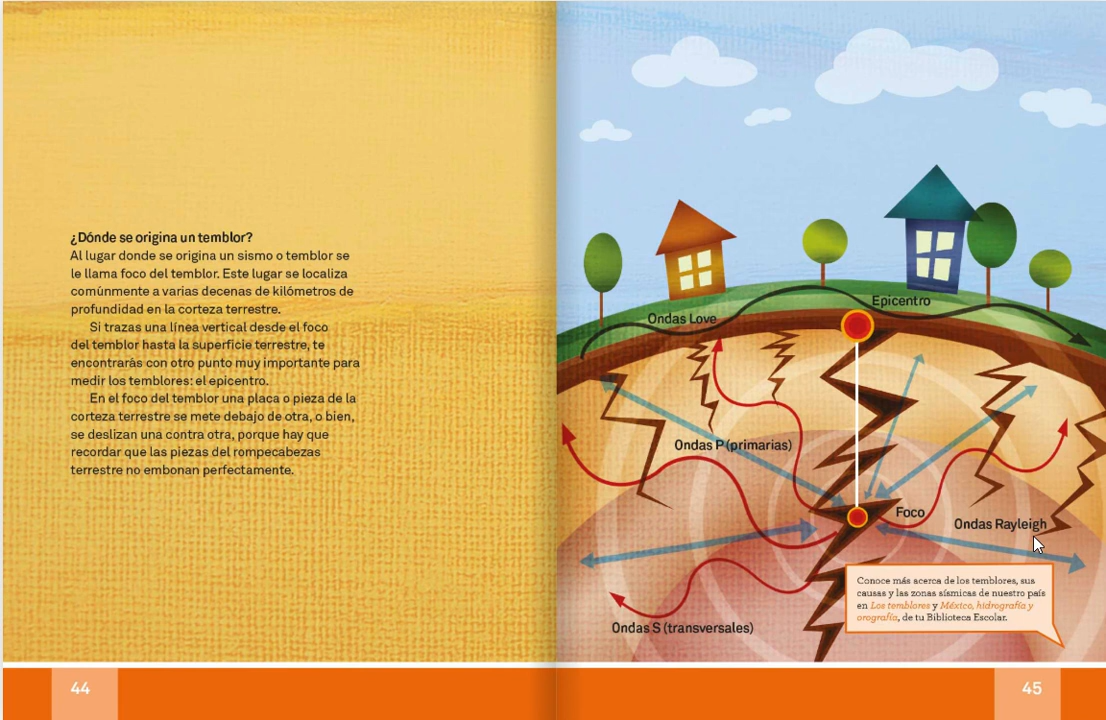 ¿Dónde se origina un temblor?
Al lugar donde se origina un sismo o temblor se
le llama foco del temblor. Este lugar se localiza
comúnmente a varias decenas de kilómetros de
profundidad en la corteza terrestre.
Si trazas una línea vertical desde el foco
del temblor hasta la superficie terrestre, te
encontrarás con otro punto muy importante para
medir los temblores: el epicentro.
En el foco del temblor una placa o pieza de la
corteza terrestre se mete debajo de otra, o bien,
se deslizan una contra otra, porque hay que
recordar que las piezas del rompecabezas
terrestre no embonan perfectamente.
44
Epicentro
Ondas Love
Ondas P (primarias)
Foco
Ondas Rayleigh
Conoce más acerca de los temblores, sus
causas y las zonas sísmicas de nuestro país
en Los temblores y México, hidrografía y
orografía, de tu Biblioteca Escolar.
Ondas S (transversales)
45